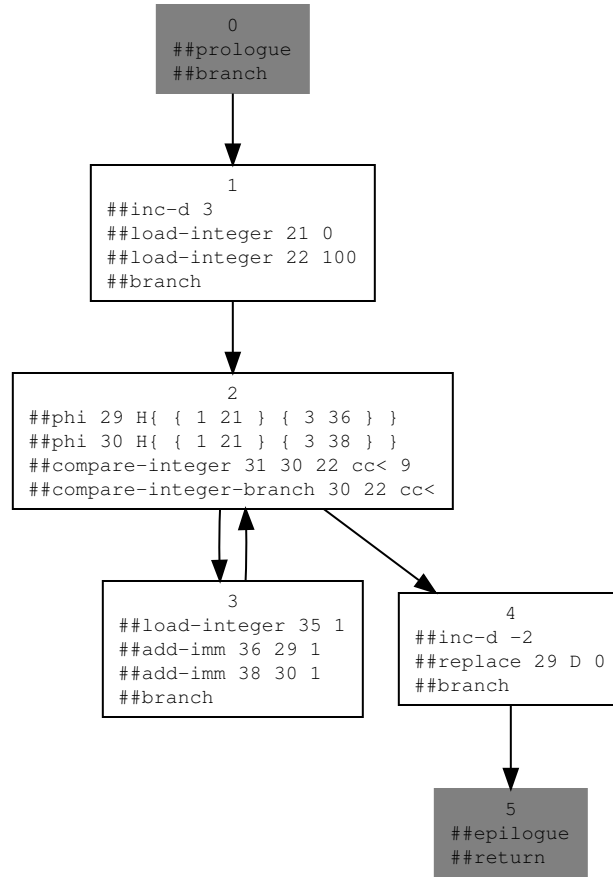 0
##prologue
##branch
1
##inc-d 3
##load-integer 21 0
##load-integer 22 100
##branch
2
##phi 29 H{ { 1 21 } { 3 36 } }
##phi 30 H{ { 1 21 } { 3 38 } }
##compare-integer 31 30 22 cc< 9
##compare-integer-branch 30 22 cc<
3
##load-integer 35 1
##add-imm 36 29 1
##add-imm 38 30 1
##branch
4
##inc-d -2
##replace 29 D 0
##branch
5
##epilogue
##return